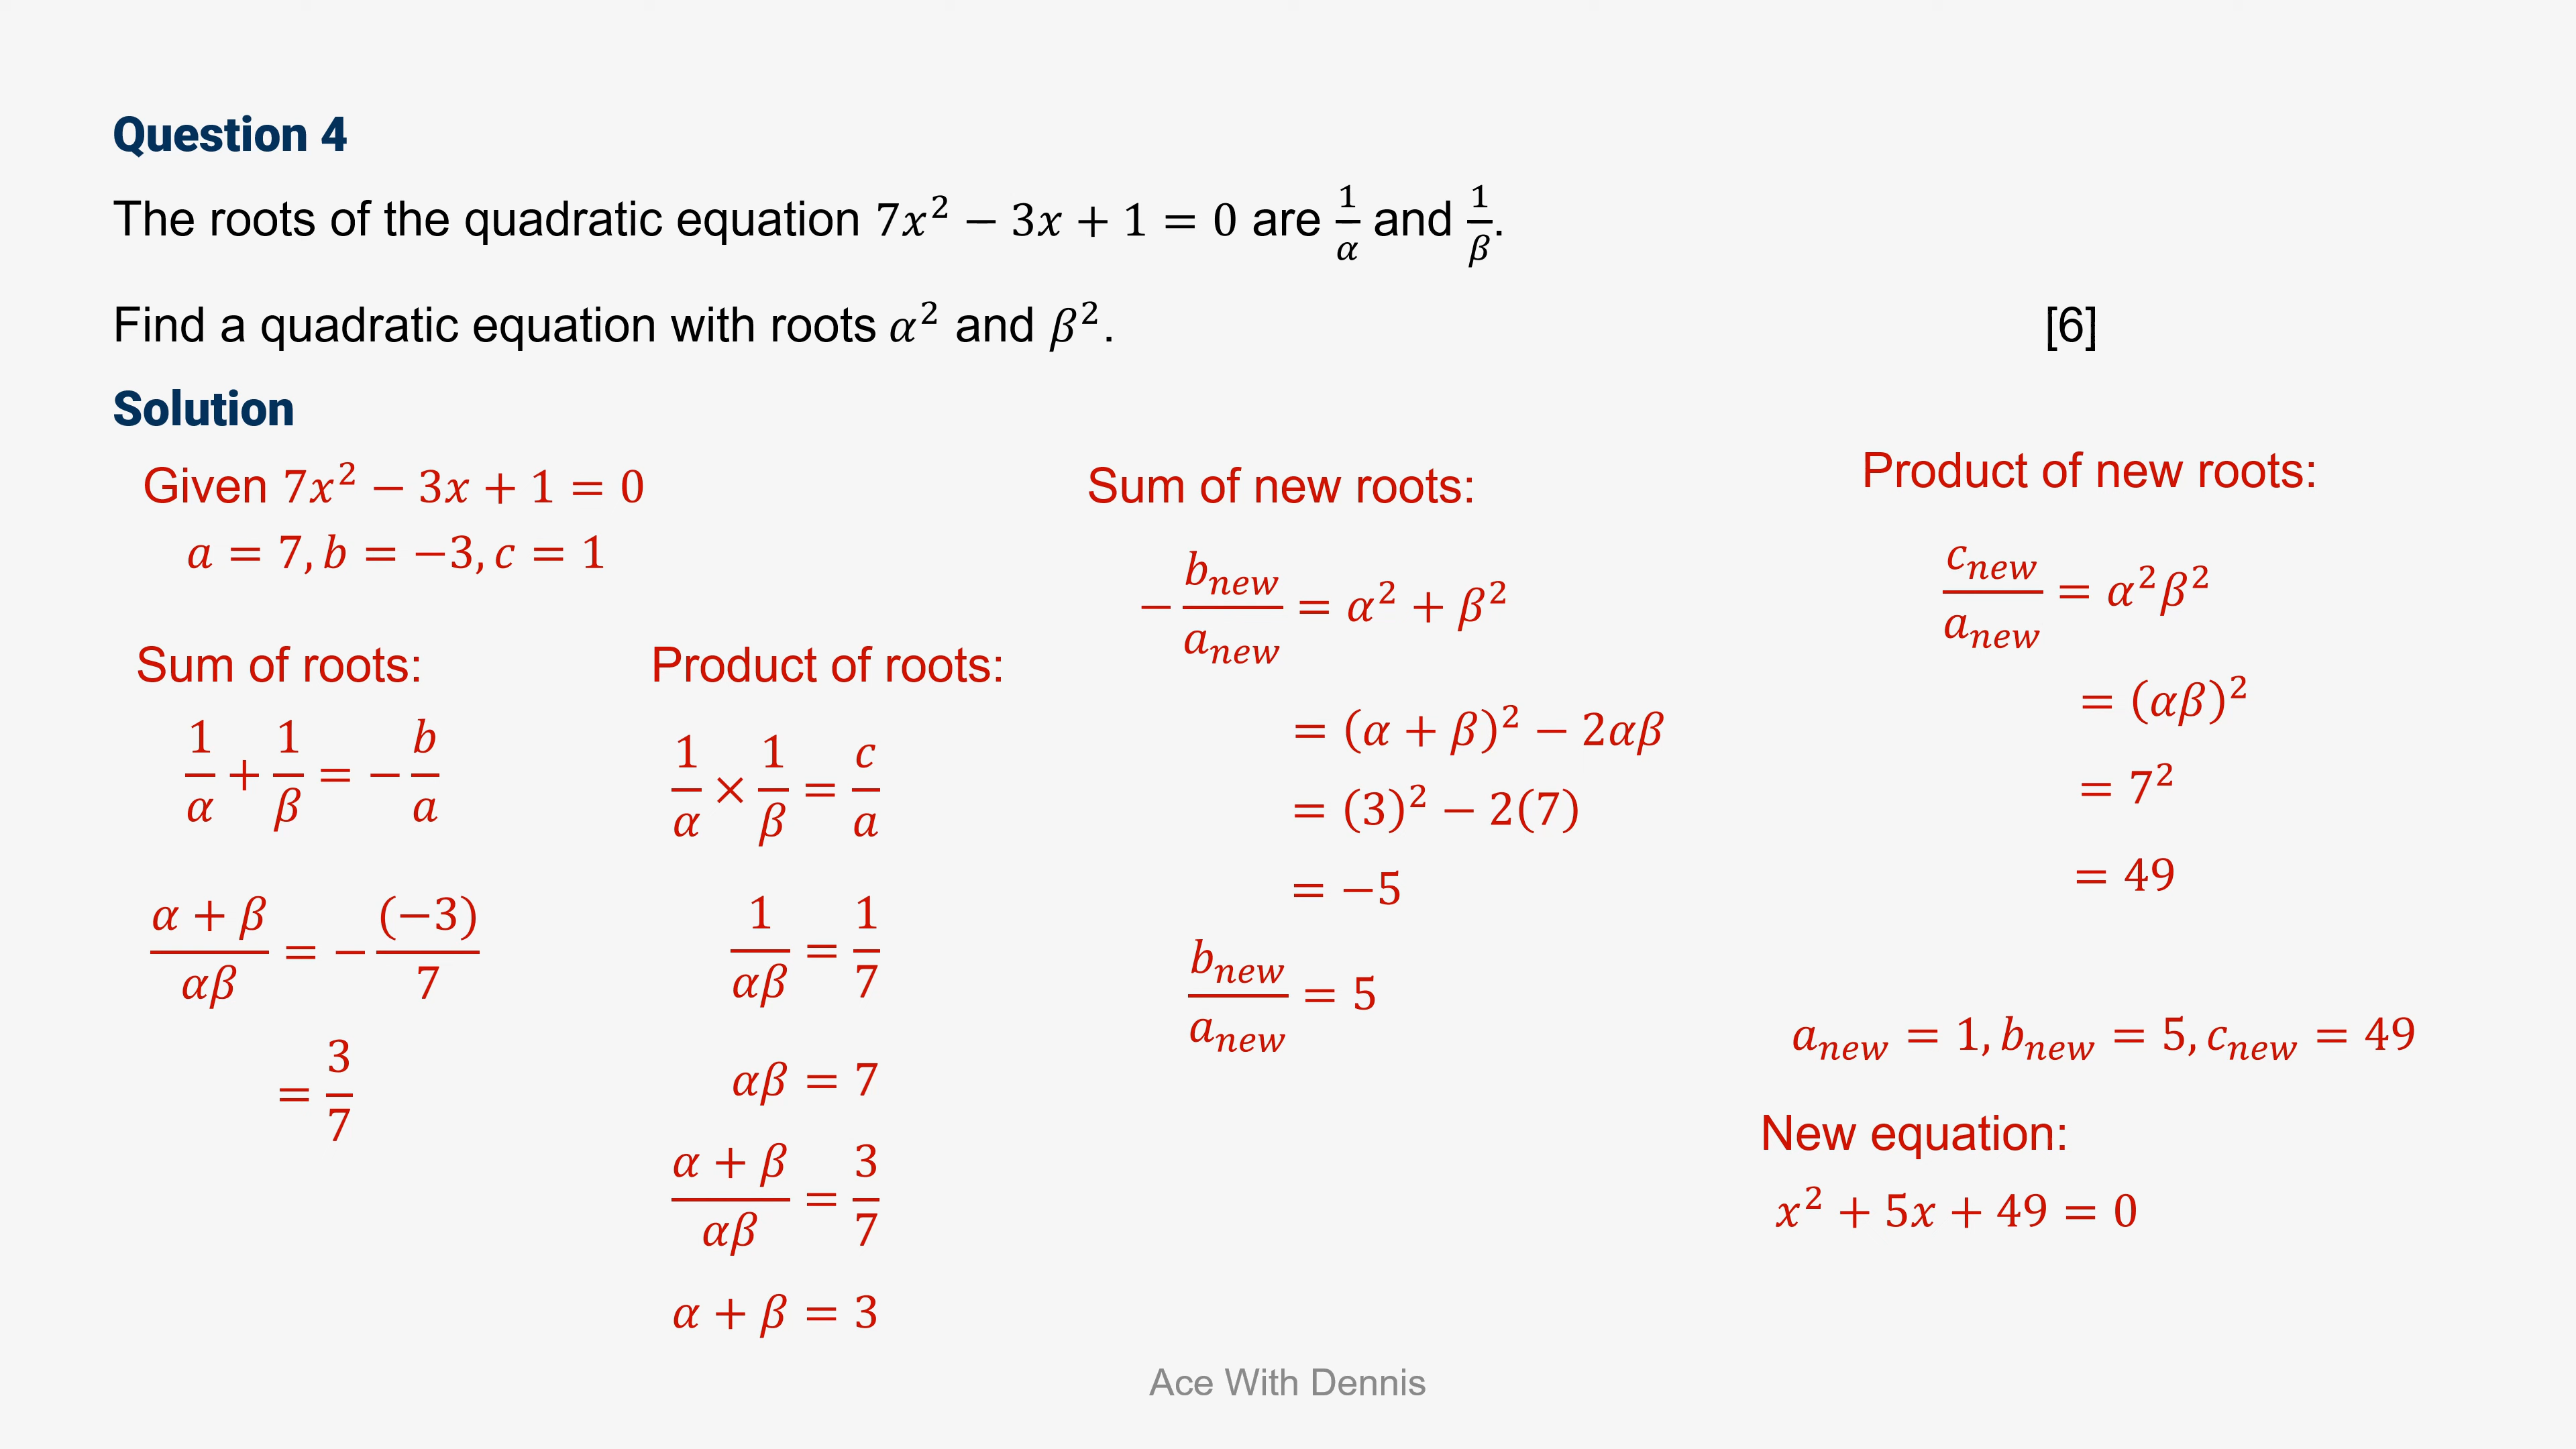 Question 4
The roots of the quadratic equation 7x² − 3x + 1 = 0 are 1/α and 1/β.
Find a quadratic equation with roots α² and β². [6]
Solution
Given 7x² − 3x + 1 = 0
a = 7, b = −3, c = 1
Sum of roots:
1/α + 1/β = − b/a
(α + β)/(αβ) = − (−3)/7
= 3/7
Product of roots:
1/α × 1/β = c/a
1/(αβ) = 1/7
αβ = 7
(α + β)/(αβ) = 3/7
α + β = 3
Sum of new roots:
− b_new/a_new = α² + β²
= (α + β)² − 2αβ
= (3)² − 2(7)
= −5
b_new/a_new = 5
Product of new roots:
c_new/a_new = α²β²
= (αβ)²
= 7²
= 49
a_new = 1, b_new = 5, c_new = 49
New equation:
x² + 5x + 49 = 0
Ace With Dennis